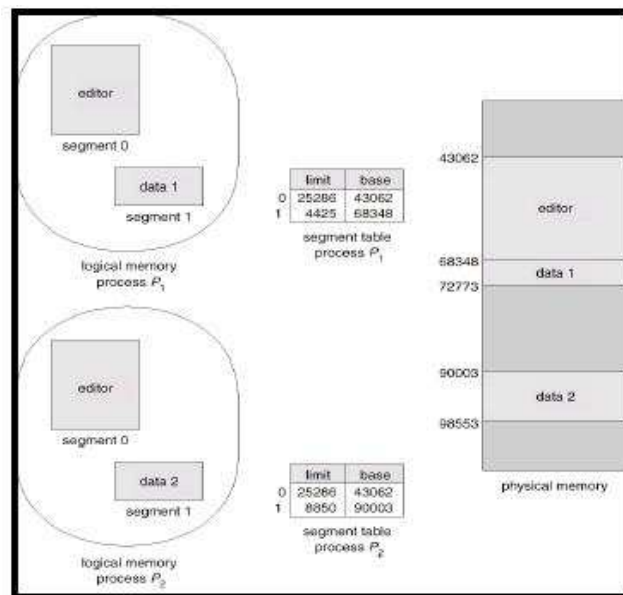 editor
segment 0
data 1
segment 1
logical memory
process P1
limit base
0 25286 43062
1 4425 68348
segment table
process P1
43062
editor
68348
data 1
72773
90003
data 2
98553
physical memory
editor
segment 0
data 2
segment 1
logical memory
process P2
limit base
0 25286 43062
1 8850 90003
segment table
process P2